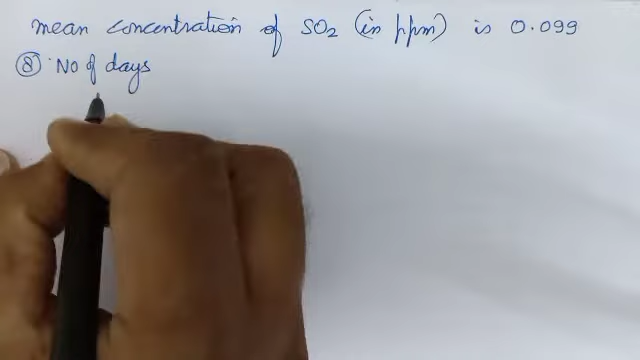 mean concentration of SO2 (in ppm) is 0.099
⑧ No of days